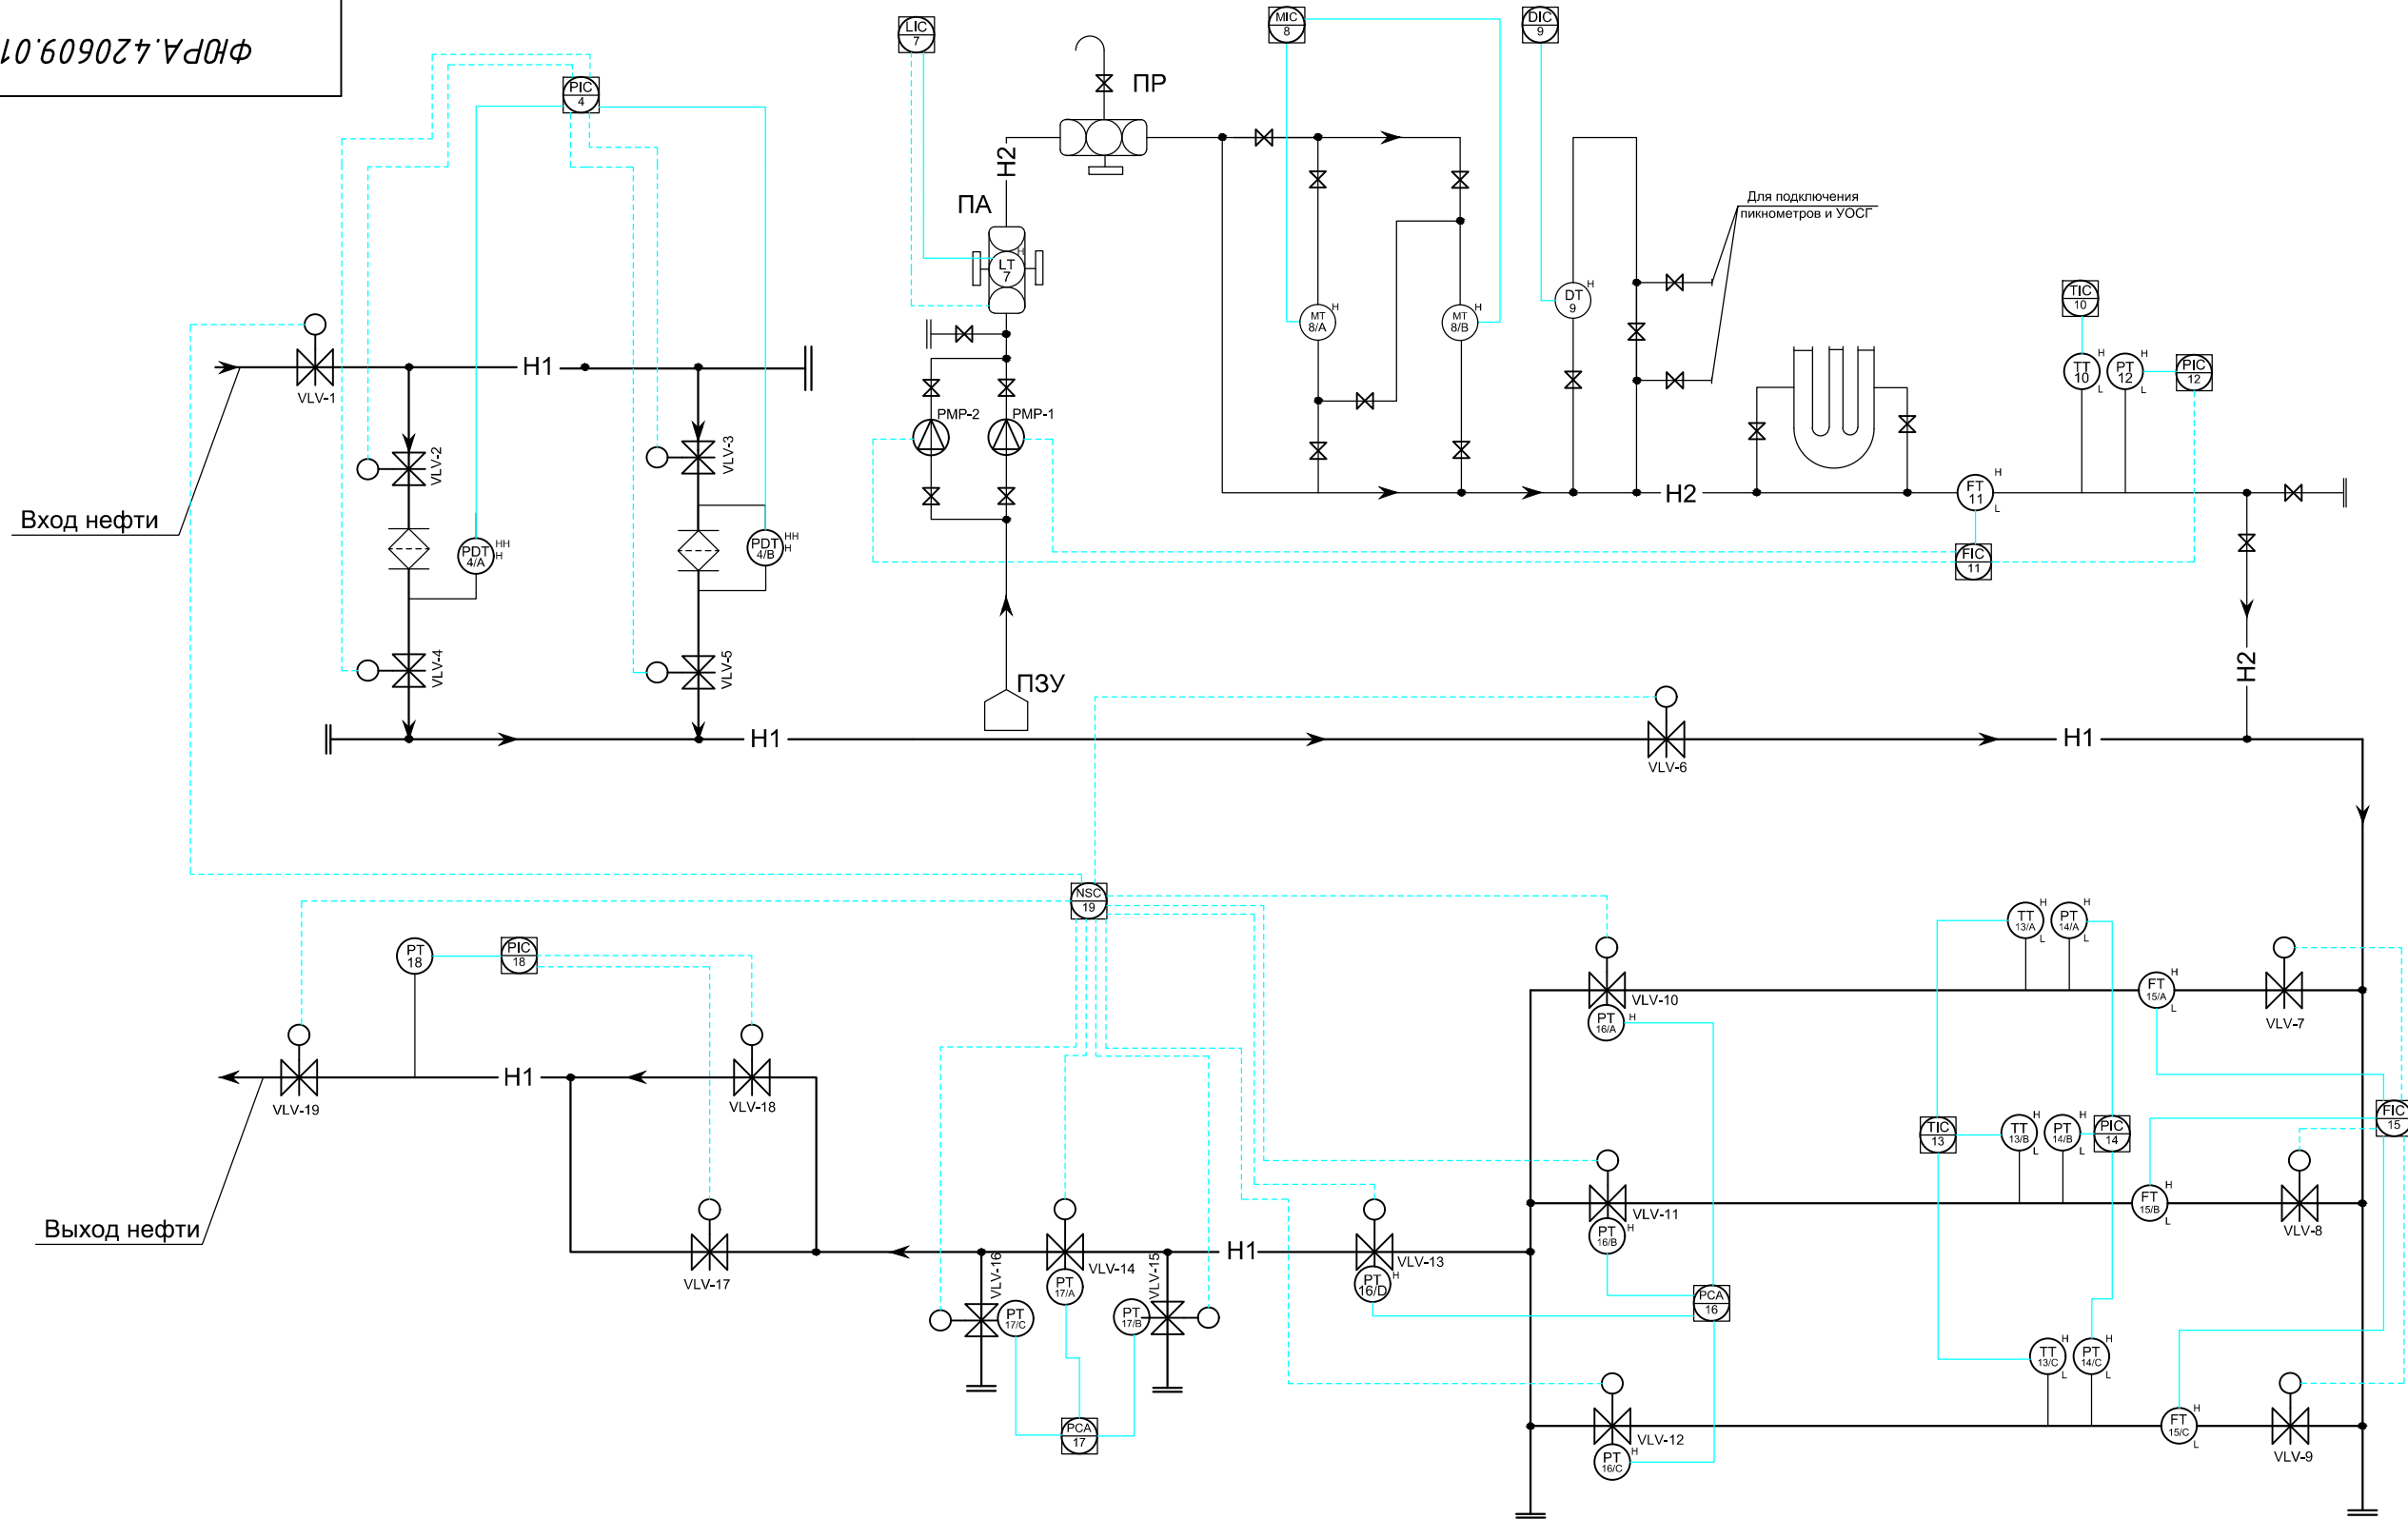 ФЮРА.420609.01
LIC
7
MIC
8
DIC
9
PIC
4
ПР
H2
Для подключения
пикнометров и УОСГ
ПА
H
LT
7
TIC
10
H
DT
9
H
MT
8/A
H
MT
8/B
H
TT
10
L
H
PT
12
L
PIC
12
VLV-1
H1
PMP-2
PMP-1
VLV-2
VLV-3
H2
H
FT
11
L
Вход нефти
PDT
4/A
HH
H
PDT
4/B
HH
H
FIC
11
VLV-4
VLV-5
ПЗУ
H2
H1
VLV-6
H1
NSC
19
H
TT
13/A
L
H
PT
14/A
L
PT
18
PIC
18
VLV-10
H
FT
15/A
L
VLV-7
PT
16/A
H
VLV-19
H1
VLV-18
FIC
15
TIC
13
H
TT
13/B
L
H
PT
14/B
L
PIC
14
H
FT
15/B
L
VLV-8
VLV-11
PT
16/B
H
Выход нефти
VLV-17
VLV-16
VLV-14
VLV-15
H1
VLV-13
PT
17/A
PT
16/D
H
PT
17/C
PT
17/B
PCA
16
H
TT
13/C
L
H
PT
14/C
L
PCA
17
VLV-12
H
FT
15/C
L
VLV-9
PT
16/C
H